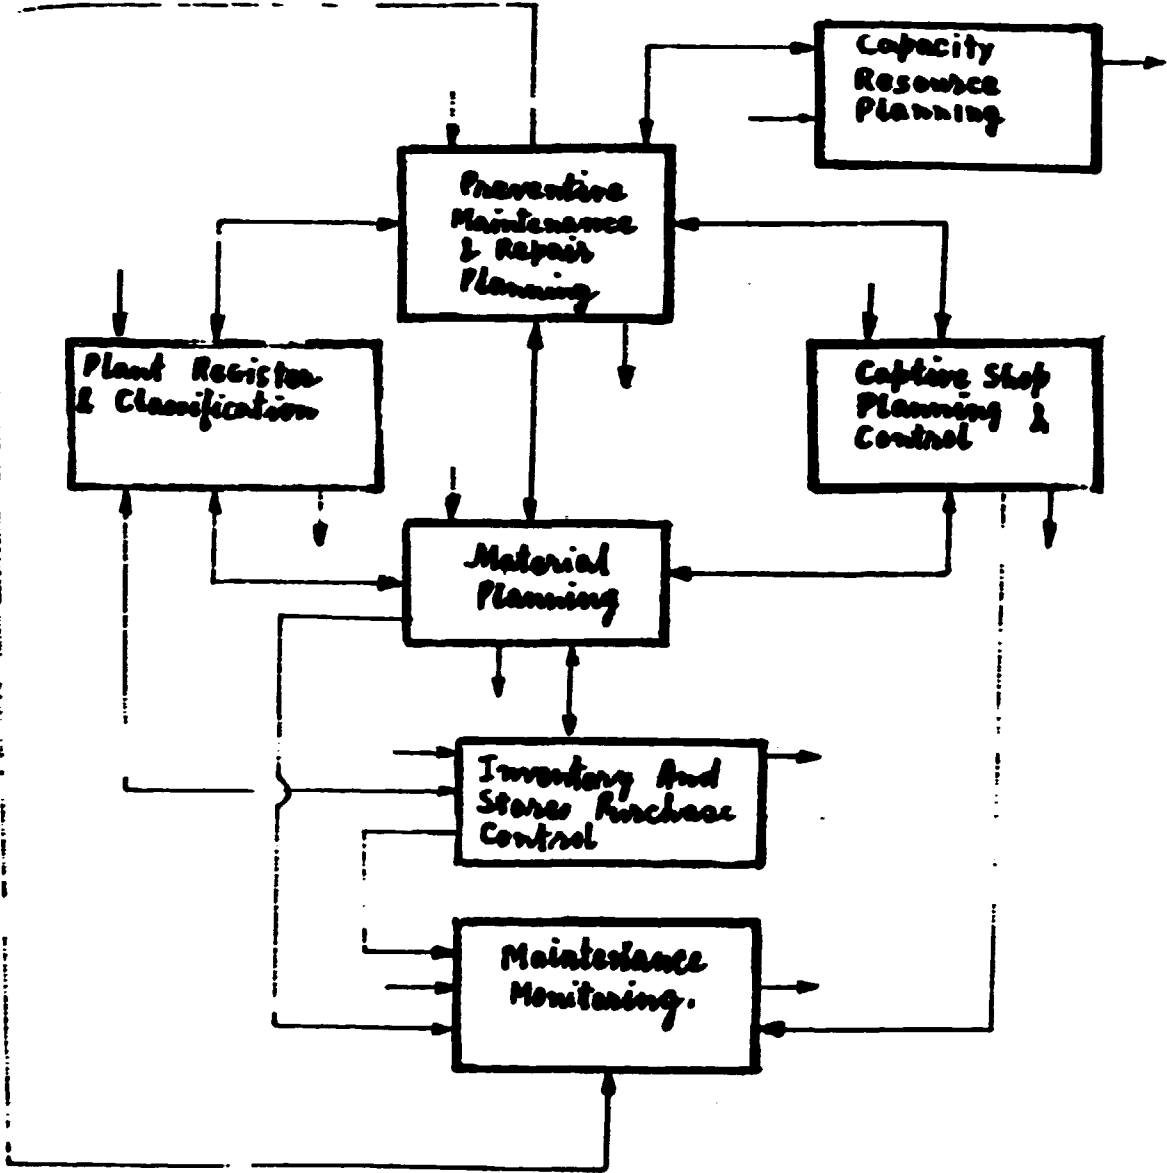 Capacity
Resource
Planning
Preventive
Maintenance
& Repair
Planning
Plant Register
& Classification
Captive Shop
Planning &
Control
Material
Planning
Inventory And
Stores Purchase
Control
Maintenance
Monitoring.